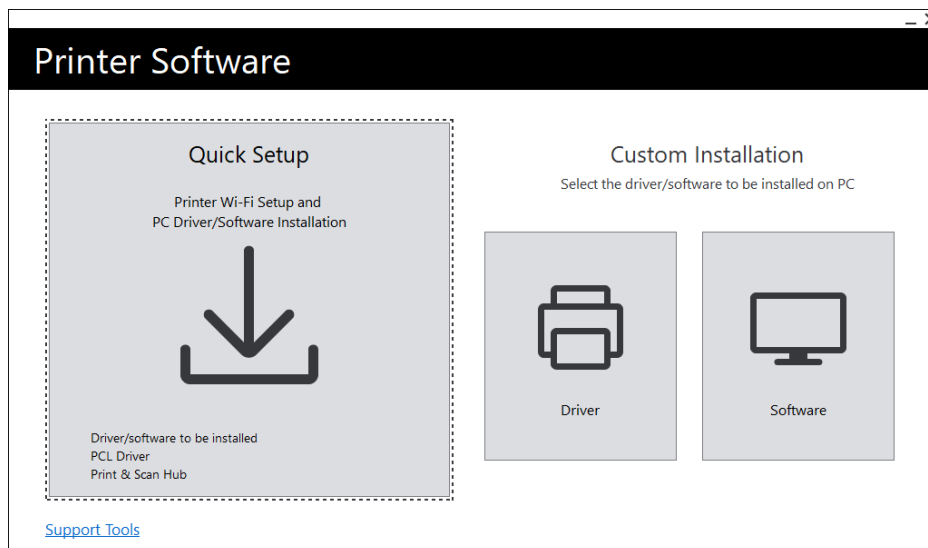 Printer Software
Quick Setup
Printer Wi-Fi Setup and
PC Driver/Software Installation
Driver/software to be installed
PCL Driver
Print & Scan Hub
Custom Installation
Select the driver/software to be installed on PC
Driver
Software
Support Tools